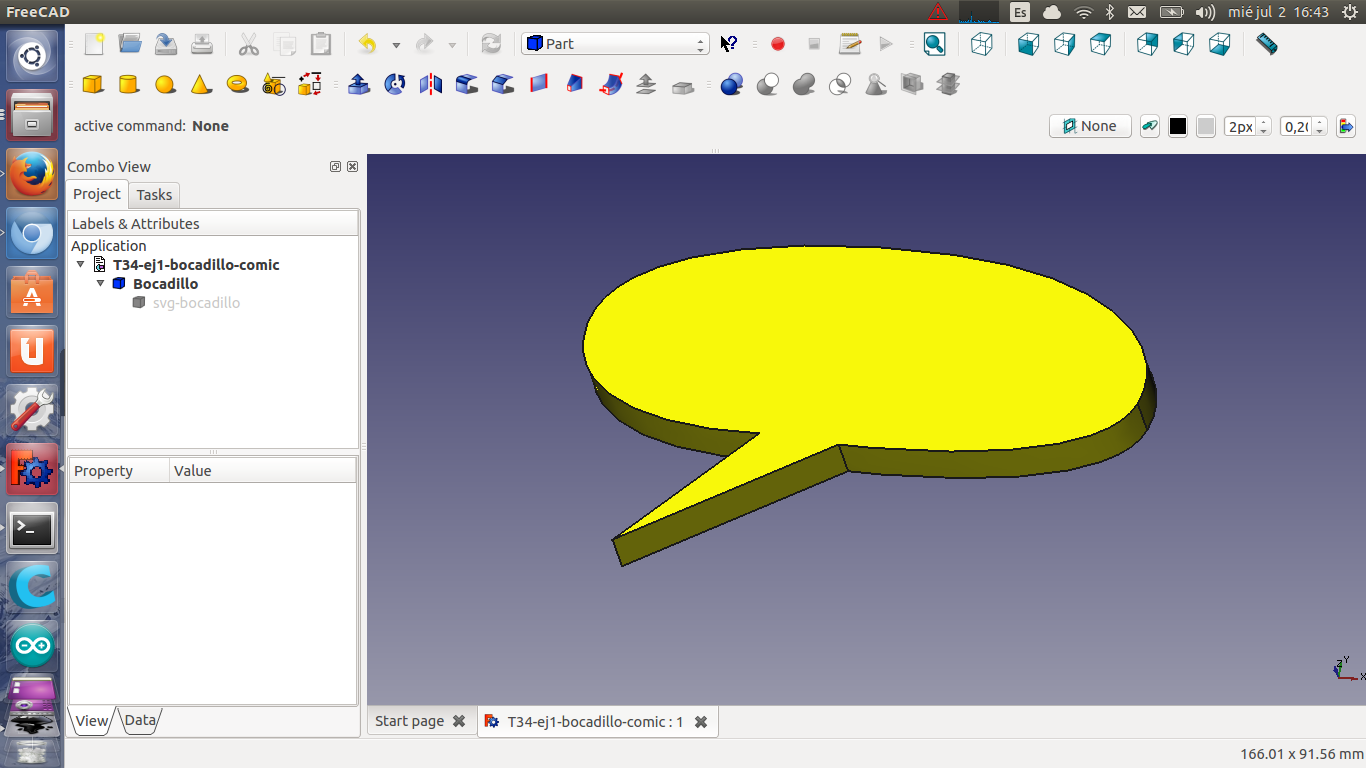 FreeCAD
Es
mié jul 2 16:43
Part
active command: None
None
2px
0,20
Combo View
Project
Tasks
Labels & Attributes
Application
T34-ej1-bocadillo-comic
Bocadillo
svg-bocadillo
Property
Value
View
Data
Y
Z
X
Start page
T34-ej1-bocadillo-comic : 1
166.01 x 91.56 mm